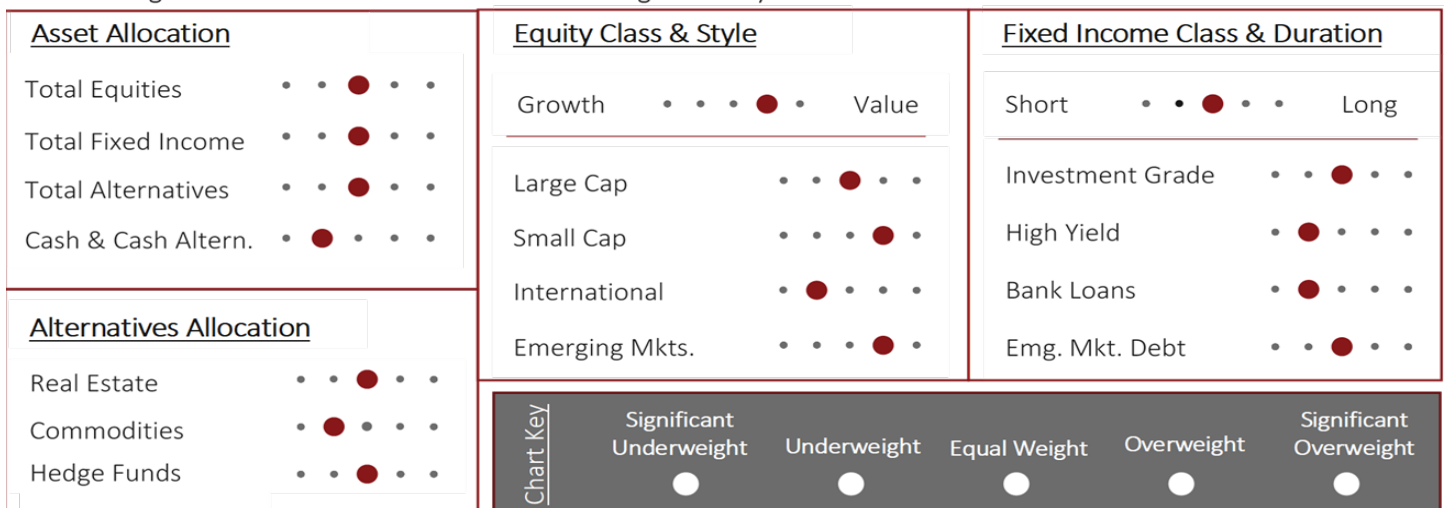 Asset Allocation
Total Equities
Total Fixed Income
Total Alternatives
Cash & Cash Altern.
Alternatives Allocation
Real Estate
Commodities
Hedge Funds
Equity Class & Style
Growth Value
Large Cap
Small Cap
International
Emerging Mkts.
Fixed Income Class & Duration
Short Long
Investment Grade
High Yield
Bank Loans
Emg. Mkt. Debt
Chart Key
Significant
Underweight
Underweight
Equal Weight
Overweight
Significant
Overweight